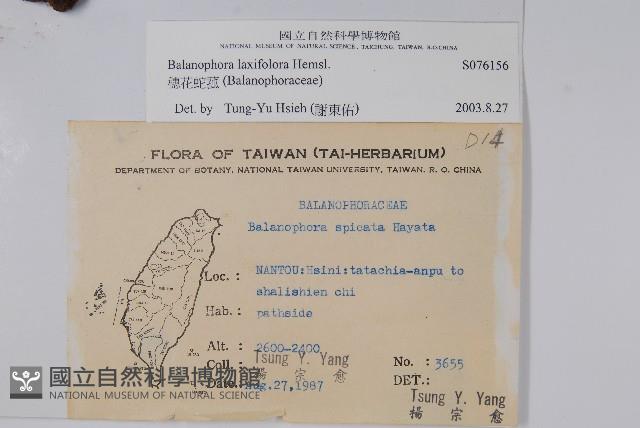 國立自然科學博物館
NATIONAL MUSEUM OF NATURAL SCIENCE, TAICHUNG, TAIWAN, R.O.CHINA
Balanophora laxifolora Hemsl. S076156
穗花蛇菰 (Balanophoraceae)
Det. by Tung-Yu Hsieh (謝東佑) 2003.8.27
D14
FLORA OF TAIWAN (TAI-HERBARIUM)
DEPARTMENT OF BOTANY, NATIONAL TAIWAN UNIVERSITY, TAIWAN, R. O. CHINA
BALANOPHORACEAE
Balanophora spicata Hayata
Loc.: NANTOU:Hsini:tatachia-anpu to
shalishien chi
Hab.: pathside
Alt.: 2600-2400
Coll.: Tsung Y. Yang No.: 3655
楊宗愈
Date: Aug.27,1987 DET.:
Tsung Y. Yang
楊宗愈
國立自然科學博物館
NATIONAL MUSEUM OF NATURAL SCIENCE